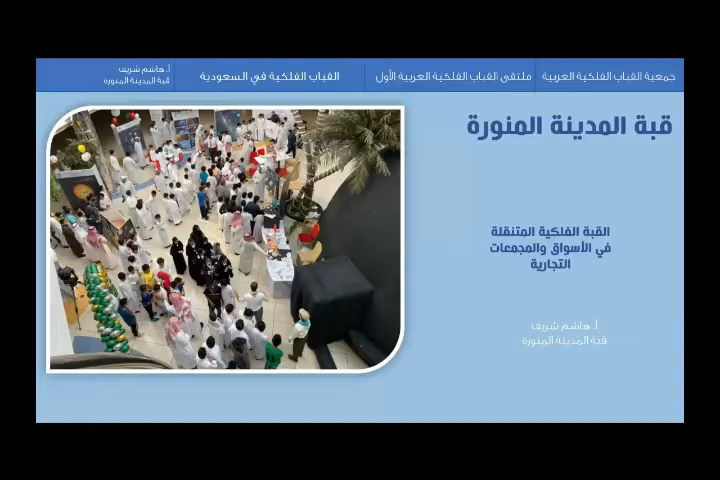 جمعية القباب الفلكية العربية
ملتقى القباب الفلكية العربية الأول
القباب الفلكية في السعودية
أ. هاشم شريف
قبة المدينة المنورة
قبة المدينة المنورة
القبة الفلكية المتنقلة
في الأسواق والمجمعات
التجارية
أ. هاشم شريف
قبة المدينة المنورة